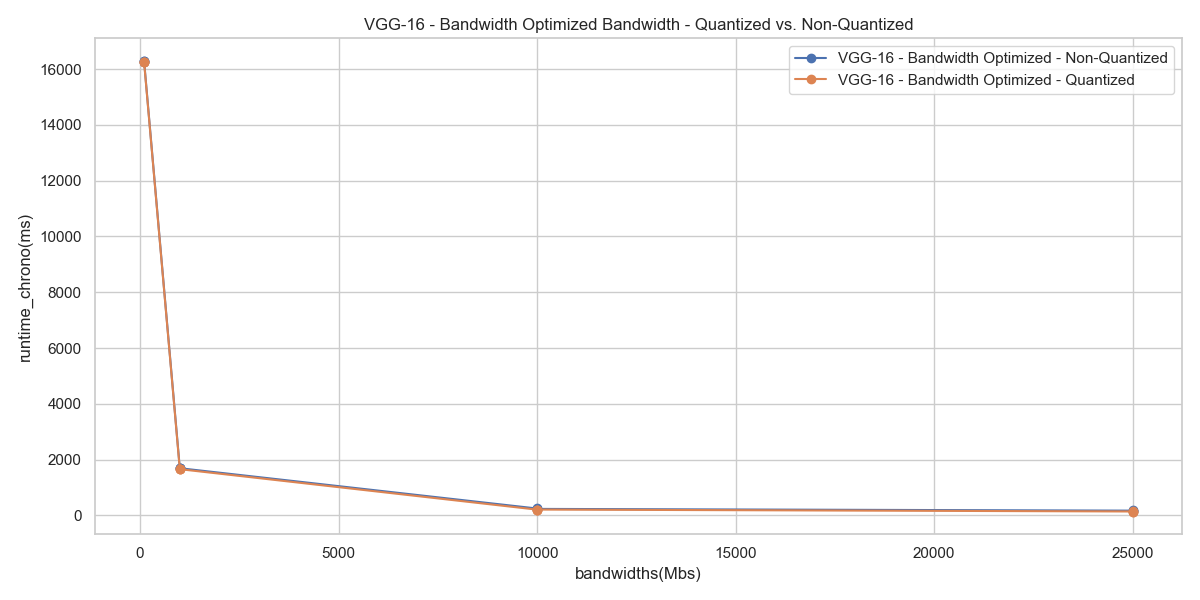 VGG-16 - Bandwidth Optimized Bandwidth - Quantized vs. Non-Quantized
VGG-16 - Bandwidth Optimized - Non-Quantized
VGG-16 - Bandwidth Optimized - Quantized
runtime_chrono(ms)
16000
14000
12000
10000
8000
6000
4000
2000
0
0 5000 10000 15000 20000 25000
bandwidths(Mbs)